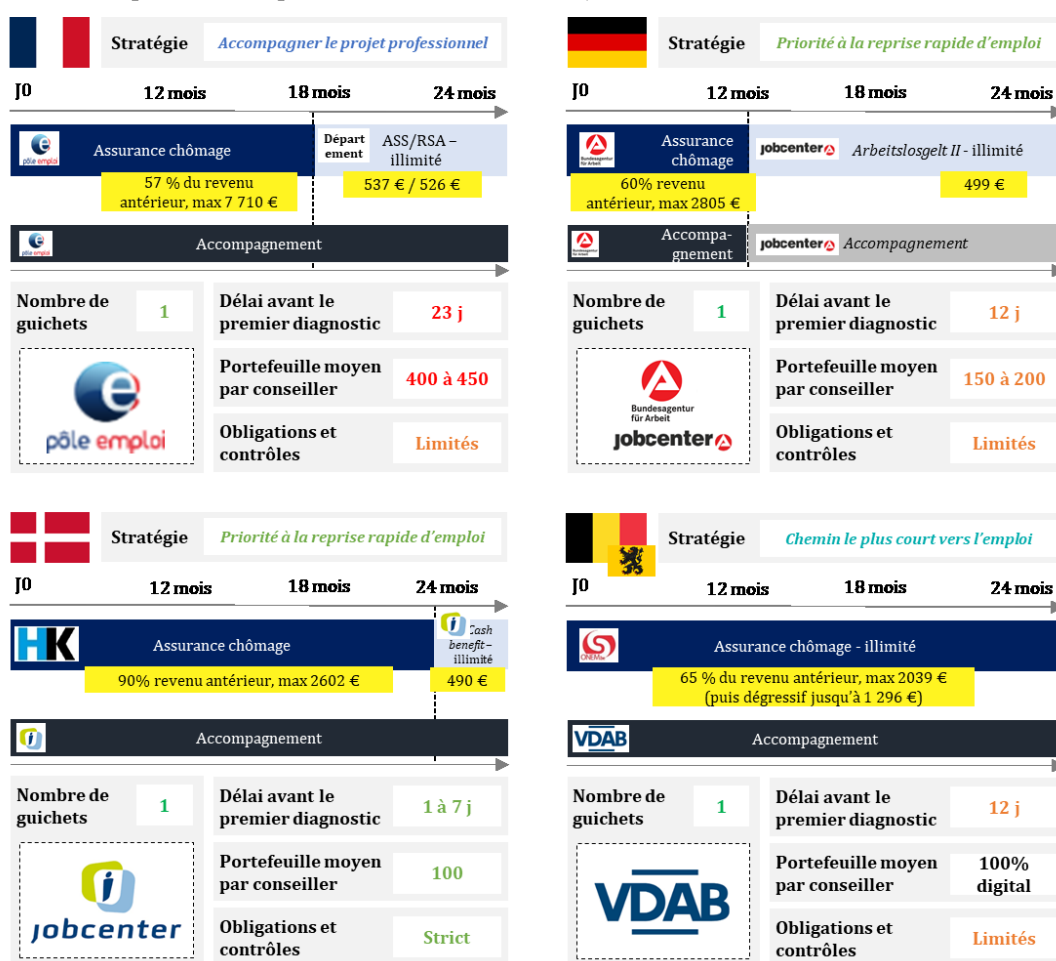 Stratégie
Accompagner le projet professionnel
J0
12 mois
18 mois
24 mois
pôle emploi
Assurance chômage
Départ
ement
ASS/RSA –
illimité
57 % du revenu
antérieur, max 7 710 €
537 € / 526 €
Accompagnement
Nombre de
guichets
1
pôle emploi
Délai avant le
premier diagnostic
23 j
Portefeuille moyen
par conseiller
400 à 450
Obligations et
contrôles
Limités
Stratégie
Priorité à la reprise rapide d'emploi
J0
12 mois
18 mois
24 mois
Assurance
chômage
jobcenter
Arbeitslosgelt II - illimité
60% revenu
antérieur, max 2805 €
499 €
Accompa-
gnement
jobcenter
Accompagnement
Nombre de
guichets
1
Bundesagentur
für Arbeit
jobcenter
Délai avant le
premier diagnostic
12 j
Portefeuille moyen
par conseiller
150 à 200
Obligations et
contrôles
Limités
Stratégie
Priorité à la reprise rapide d'emploi
J0
12 mois
18 mois
24 mois
HK
Assurance chômage
Cash
benefit –
illimité
90% revenu antérieur, max 2602 €
490 €
Accompagnement
Nombre de
guichets
1
jobcenter
Délai avant le
premier diagnostic
1 à 7 j
Portefeuille moyen
par conseiller
100
Obligations et
contrôles
Strict
Stratégie
Chemin le plus court vers l'emploi
J0
12 mois
18 mois
24 mois
Assurance chômage - illimité
65 % du revenu antérieur, max 2039 €
(puis dégressif jusqu'à 1 296 €)
VDAB
Accompagnement
Nombre de
guichets
1
VDAB
Délai avant le
premier diagnostic
12 j
Portefeuille moyen
par conseiller
100%
digital
Obligations et
contrôles
Limités